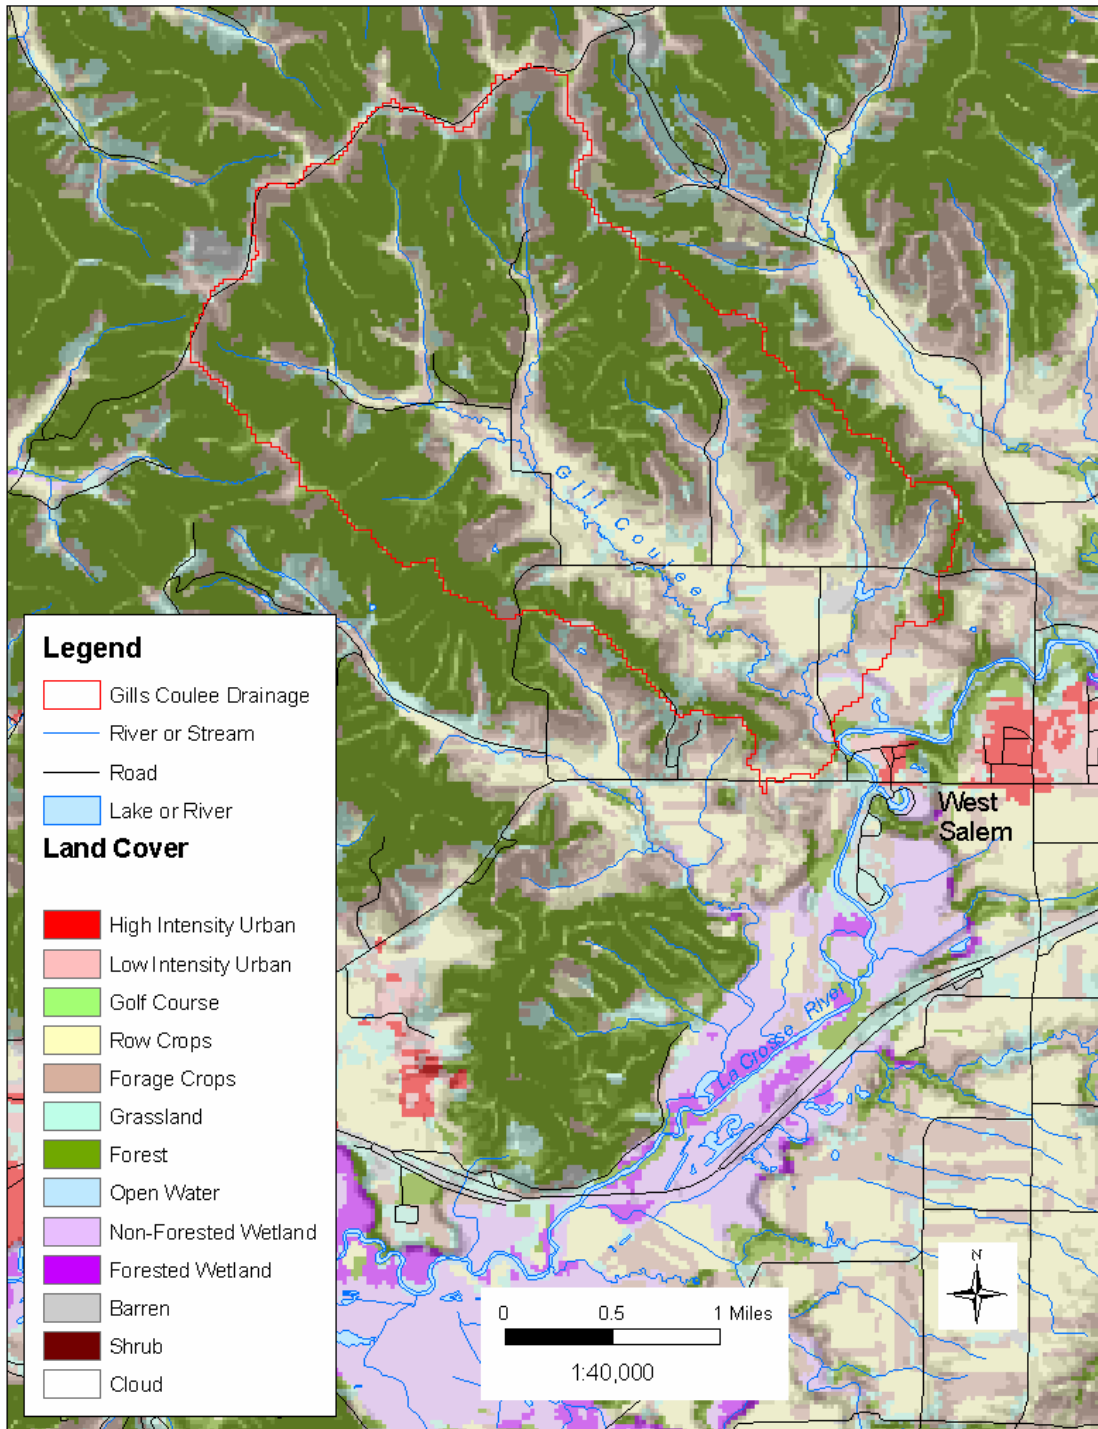 Gill Coulee
West
Salem
La Crosse River
Legend
Gills Coulee Drainage
River or Stream
Road
Lake or River
Land Cover
High Intensity Urban
Low Intensity Urban
Golf Course
Row Crops
Forage Crops
Grassland
Forest
Open Water
Non-Forested Wetland
Forested Wetland
Barren
Shrub
Cloud
N
0 0.5 1 Miles
1:40,000